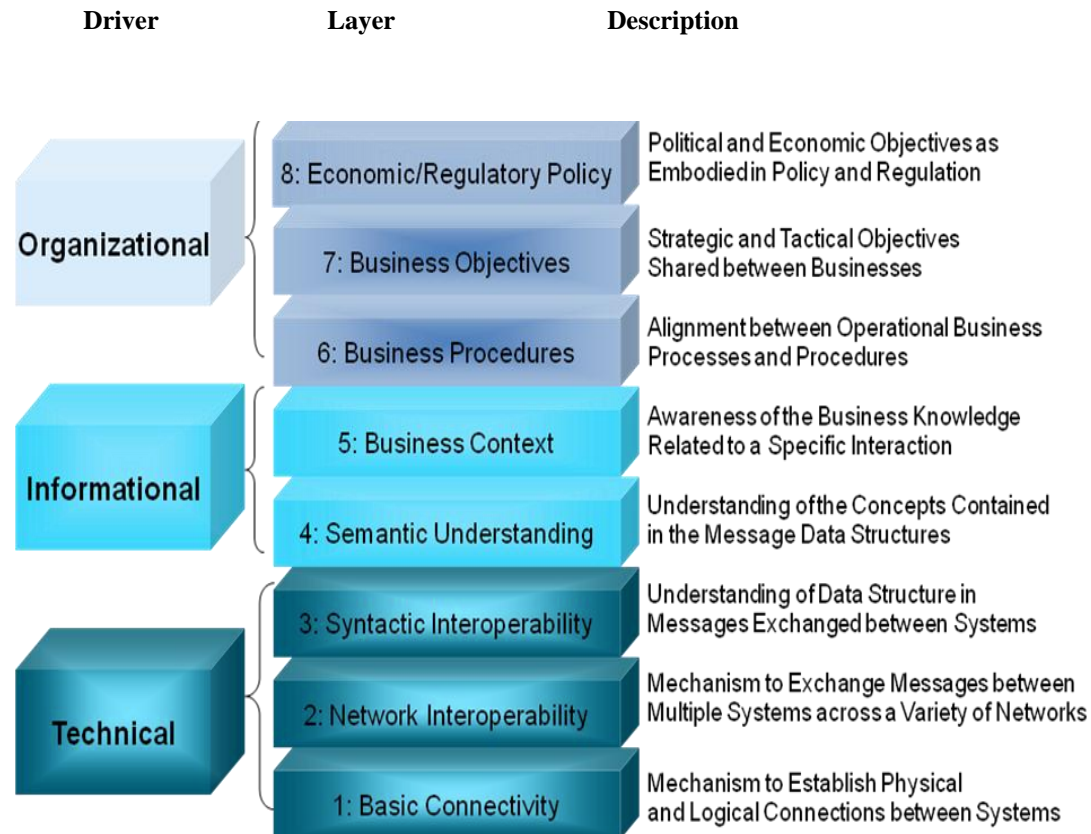 Driver Layer Description
Organizational
8: Economic/Regulatory Policy
Political and Economic Objectives as
Embodied in Policy and Regulation
7: Business Objectives
Strategic and Tactical Objectives
Shared between Businesses
6: Business Procedures
Alignment between Operational Business
Processes and Procedures
Informational
5: Business Context
Awareness of the Business Knowledge
Related to a Specific Interaction
4: Semantic Understanding
Understanding of the Concepts Contained
in the Message Data Structures
Technical
3: Syntactic Interoperability
Understanding of Data Structure in
Messages Exchanged between Systems
2: Network Interoperability
Mechanism to Exchange Messages between
Multiple Systems across a Variety of Networks
1: Basic Connectivity
Mechanism to Establish Physical
and Logical Connections between Systems